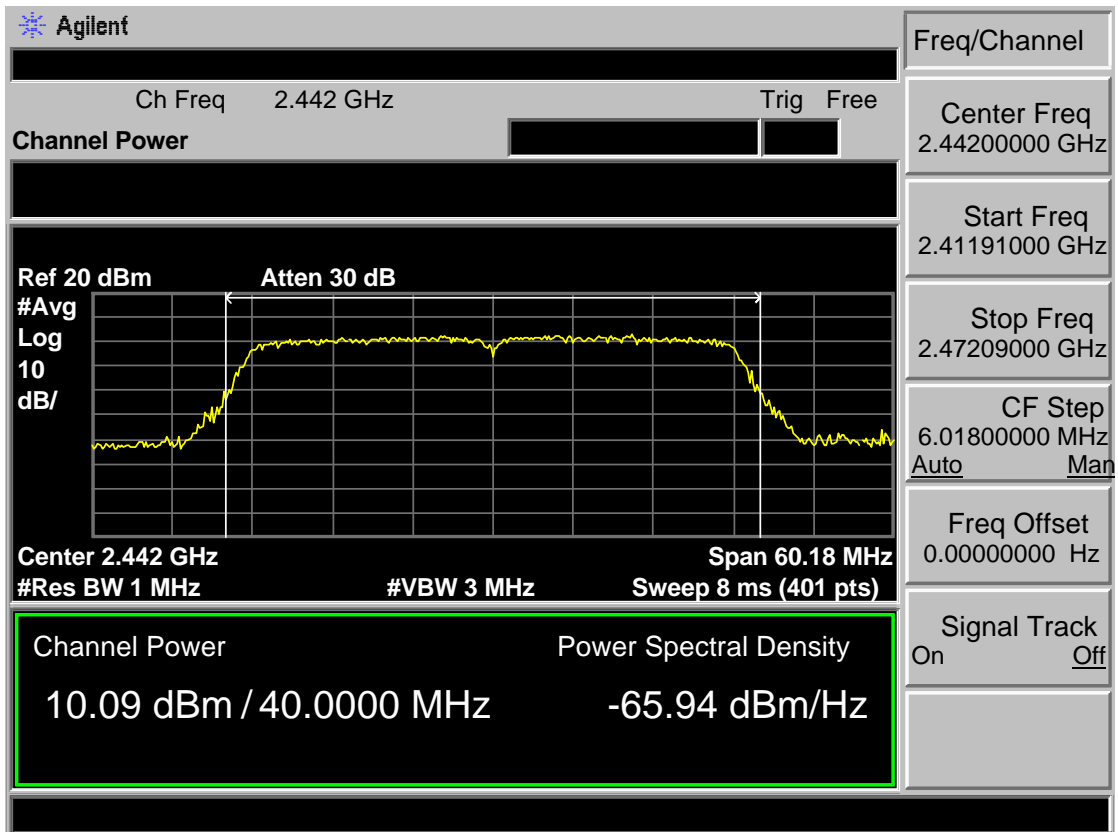 Agilent
Freq/Channel
Ch Freq 2.442 GHz Trig Free
Channel Power
Center Freq
2.44200000 GHz
Start Freq
2.41191000 GHz
Ref 20 dBm Atten 30 dB
#Avg
Log
10
dB/
Stop Freq
2.47209000 GHz
CF Step
6.01800000 MHz
Auto Man
Freq Offset
0.00000000 Hz
Center 2.442 GHz Span 60.18 MHz
#Res BW 1 MHz #VBW 3 MHz Sweep 8 ms (401 pts)
Signal Track
On Off
Channel Power Power Spectral Density
10.09 dBm / 40.0000 MHz -65.94 dBm/Hz